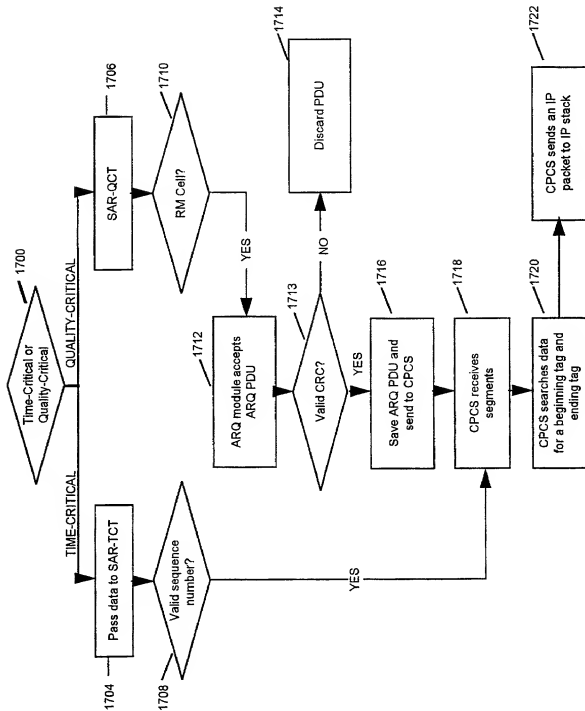 1700
Time-Critical or
Quality-Critical
TIME-CRITICAL
QUALITY-CRITICAL
1704
Pass data to SAR-TCT
1706
SAR-QCT
1708
Valid sequence
number?
1710
RM Cell?
YES
1712
ARQ module accepts
ARQ PDU
1713
Valid CRC?
NO
1714
Discard PDU
YES
1716
Save ARQ PDU and
send to CPCS
YES
1718
CPCS receives
segments
1720
CPCS searches data
for a beginning tag and
ending tag
1722
CPCS sends an IP
packet to IP stack